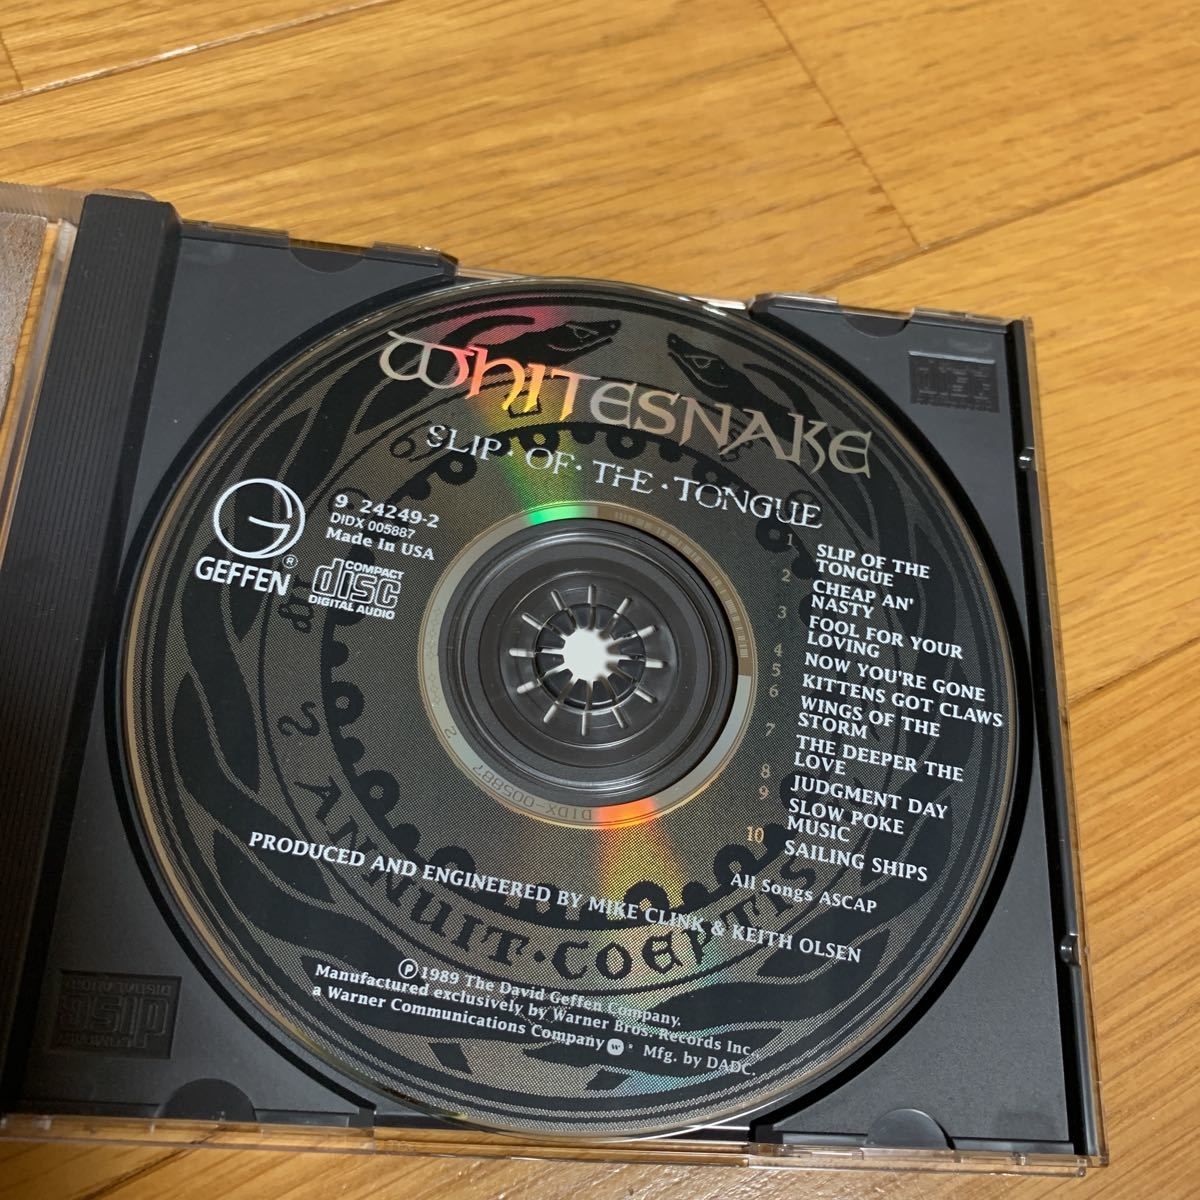 WHITESNAKE
SLIP · OF · THE · TONGUE
GEFFEN ®
9 24249-2
DIDX 005887
Made In USA
COMPACT
disc
DIGITAL AUDIO
1 SLIP OF THE
TONGUE
2 CHEAP AN'
NASTY
3 FOOL FOR YOUR
LOVING
4 NOW YOU'RE GONE
5 KITTENS GOT CLAWS
6 WINGS OF THE
STORM
7 THE DEEPER THE
LOVE
8 JUDGMENT DAY
9 SLOW POKE
MUSIC
10 SAILING SHIPS
All Songs ASCAP
DIDX-005887 2
PRODUCED AND ENGINEERED BY MIKE CLINK & KEITH OLSEN
ANNUIT · COEPTIS
℗ 1989 The David Geffen Company.
Manufactured exclusively by Warner Bros. Records Inc.,
a Warner Communications Company
Mfg. by DADC.